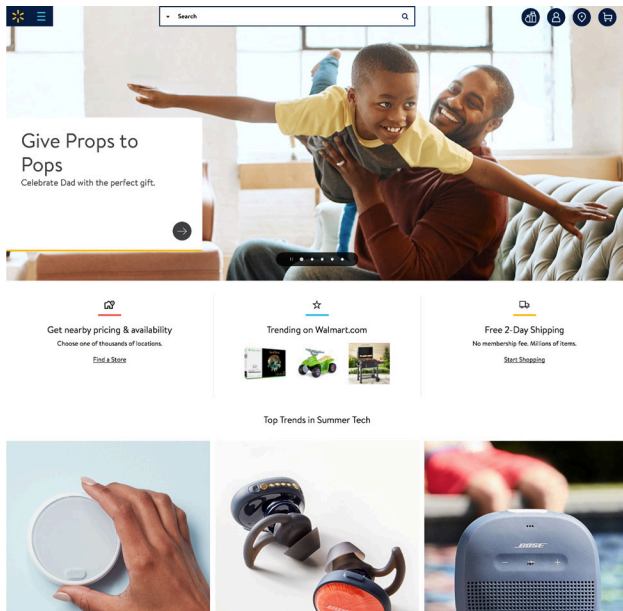 Search
Give Props to
Pops
Celebrate Dad with the perfect gift.
Get nearby pricing & availability
Choose one of thousands of locations.
Find a Store
Trending on Walmart.com
Free 2-Day Shipping
No membership fee. Millions of items.
Start Shopping
Top Trends in Summer Tech
BOSE